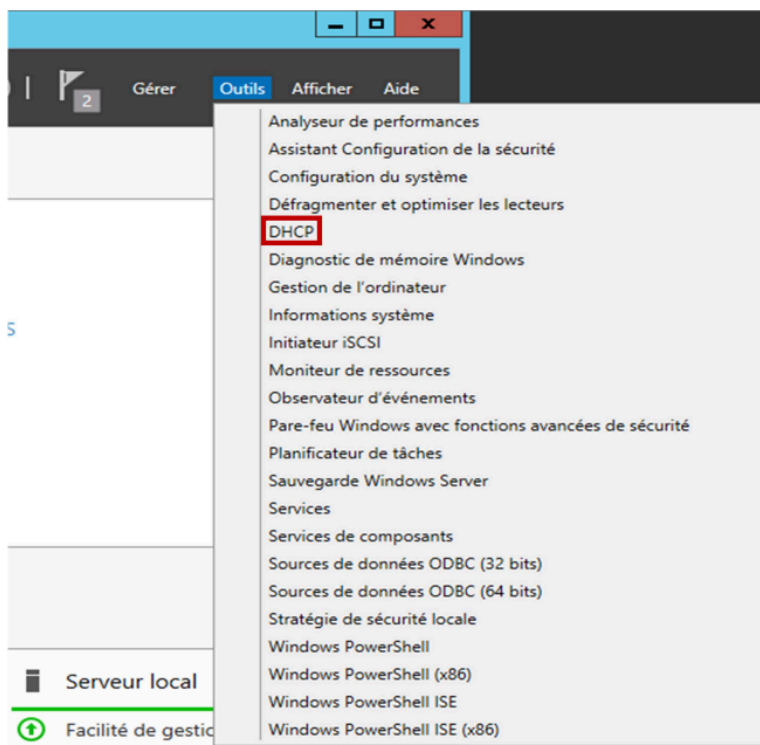 2 Gérer Outils Afficher Aide
Analyseur de performances
Assistant Configuration de la sécurité
Configuration du système
Défragmenter et optimiser les lecteurs
DHCP
Diagnostic de mémoire Windows
Gestion de l'ordinateur
Informations système
Initiateur iSCSI
Moniteur de ressources
Observateur d'événements
Pare-feu Windows avec fonctions avancées de sécurité
Planificateur de tâches
Sauvegarde Windows Server
Services
Services de composants
Sources de données ODBC (32 bits)
Sources de données ODBC (64 bits)
Stratégie de sécurité locale
Windows PowerShell
Windows PowerShell (x86)
Windows PowerShell ISE
Windows PowerShell ISE (x86)
s
Serveur local
Facilité de gestic